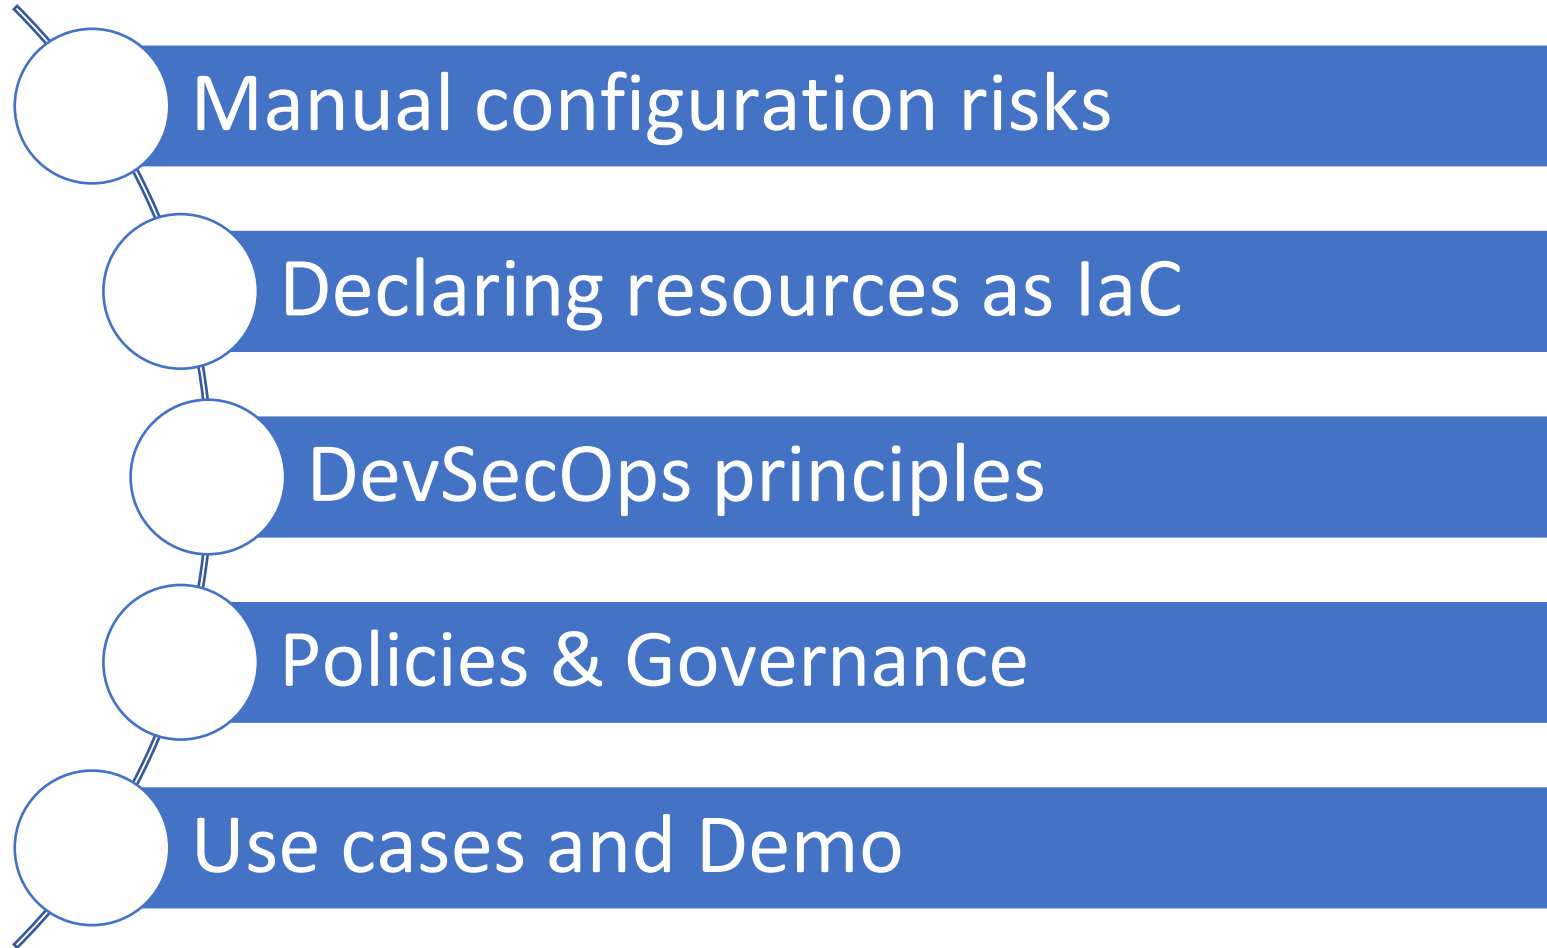 Manual configuration risks
Declaring resources as IaC
DevSecOps principles
Policies & Governance
Use cases and Demo